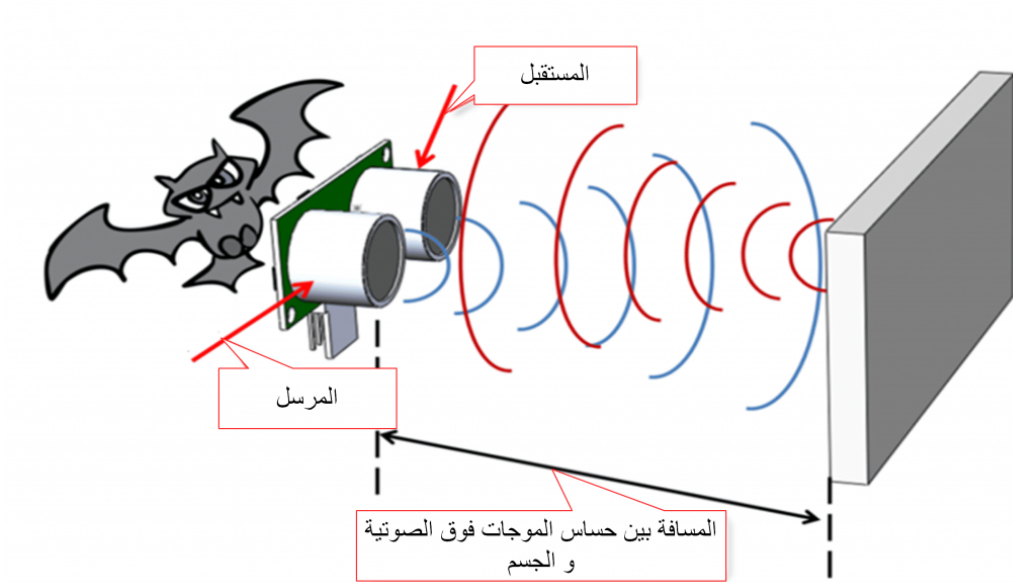 المستقبل
المرسل
المسافة بين حساس الموجات فوق الصوتية
و الجسم